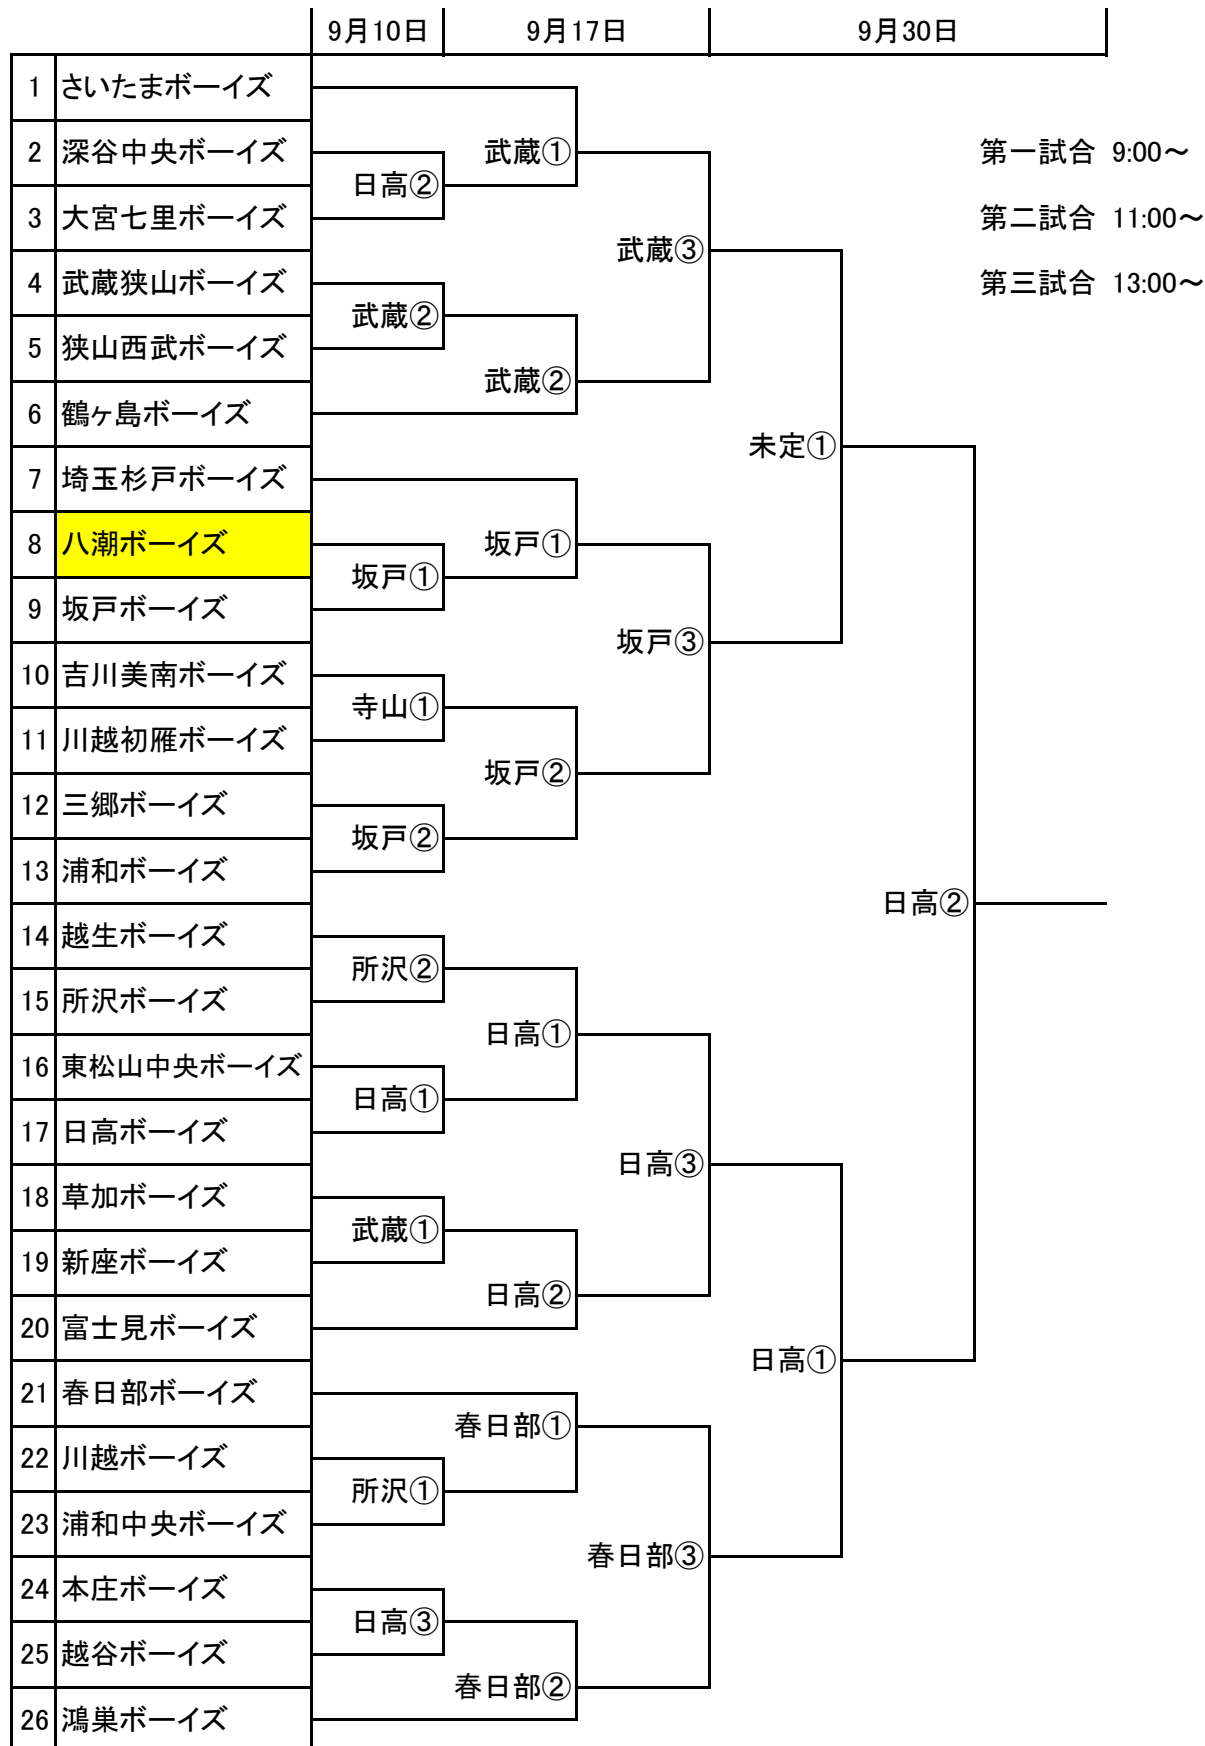 9月10日 9月17日 9月30日
1 さいたまボーイズ
2 深谷中央ボーイズ 武蔵① 第一試合 9:00～
日高②
3 大宮七里ボーイズ 第二試合 11:00～
武蔵③
4 武蔵狭山ボーイズ 第三試合 13:00～
武蔵②
5 狭山西武ボーイズ
武蔵②
6 鶴ヶ島ボーイズ
未定①
7 埼玉杉戸ボーイズ
8 八潮ボーイズ 坂戸①
坂戸①
9 坂戸ボーイズ
坂戸③
10 吉川美南ボーイズ
寺山①
11 川越初雁ボーイズ
坂戸②
12 三郷ボーイズ
坂戸②
13 浦和ボーイズ
日高②
14 越生ボーイズ
所沢②
15 所沢ボーイズ
日高①
16 東松山中央ボーイズ
日高①
17 日高ボーイズ
日高③
18 草加ボーイズ
武蔵①
19 新座ボーイズ
日高②
20 富士見ボーイズ
日高①
21 春日部ボーイズ
春日部①
22 川越ボーイズ
所沢①
23 浦和中央ボーイズ
春日部③
24 本庄ボーイズ
日高③
25 越谷ボーイズ
春日部②
26 鴻巣ボーイズ